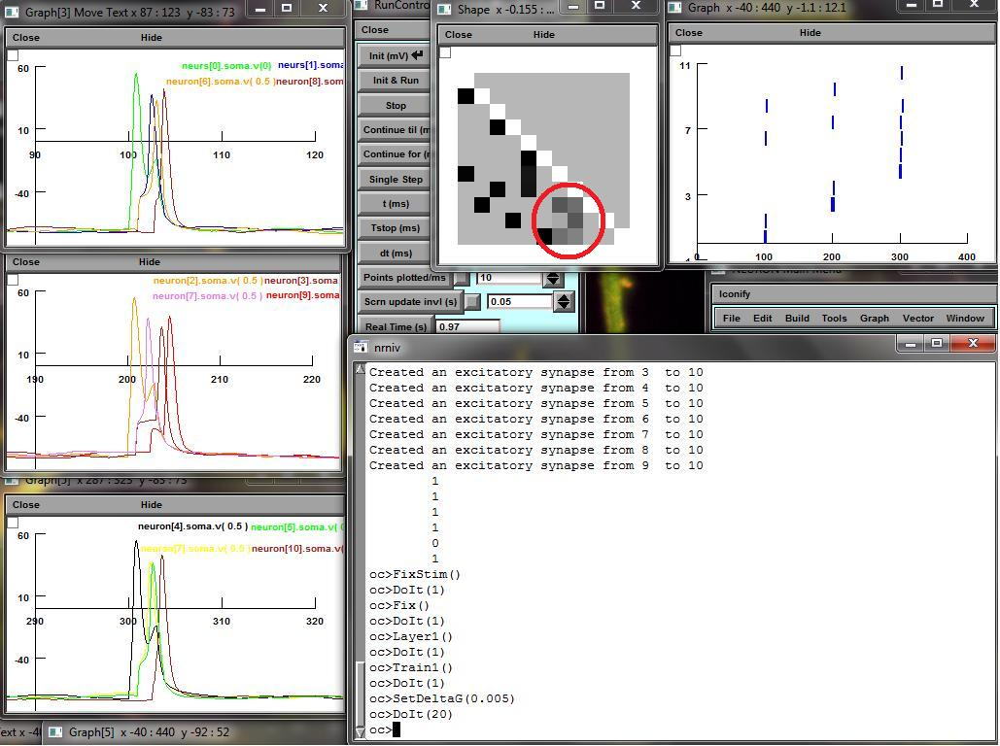 Graph[3] Move Text x 87 : 123 y -83 : 73
Close Hide
neurs[0].soma.v(0) neurs[1].soma
neuron[6].soma.v( 0.5 ) neuron[8].som
60
10
-40
90 100 110 120
Close Hide
neuron[2].soma.v( 0.5 ) neuron[3].soma
neuron[7].soma.v( 0.5 ) neuron[9].soma
60
10
-40
190 200 210 220
Graph[5] x 287 : 323 y -83 : 73
Close Hide
neuron[4].soma.v( 0.5 ) neuron[5].soma.v(
neuron[7].soma.v( 0.5 ) neuron[10].soma.v(
60
10
-40
290 300 310 320
Graph[5] x -40 : 440 y -92 : 52
RunContro
Close
Init (mV)
Init & Run
Stop
Continue til (m
Continue for (
Single Step
t (ms)
Tstop (ms)
dt (ms)
Points plotted/ms 10
Scrn update invl (s) 0.05
Real Time (s) 0.97
Shape x -0.155 : ...
Close Hide
Graph x -40 : 440 y -1.1 : 12.1
Close Hide
11
7
3
0 100 200 300 400
NEURON Main Menu
Iconify
File Edit Build Tools Graph Vector Window
nrniv
Created an excitatory synapse from 3 to 10
Created an excitatory synapse from 4 to 10
Created an excitatory synapse from 5 to 10
Created an excitatory synapse from 6 to 10
Created an excitatory synapse from 7 to 10
Created an excitatory synapse from 8 to 10
Created an excitatory synapse from 9 to 10
1
1
1
1
0
1
oc>FixStim()
oc>DoIt(1)
oc>Fix()
oc>DoIt(1)
oc>Layer1()
oc>DoIt(1)
oc>Train1()
oc>DoIt(1)
oc>SetDeltaG(0.005)
oc>DoIt(20)
oc>